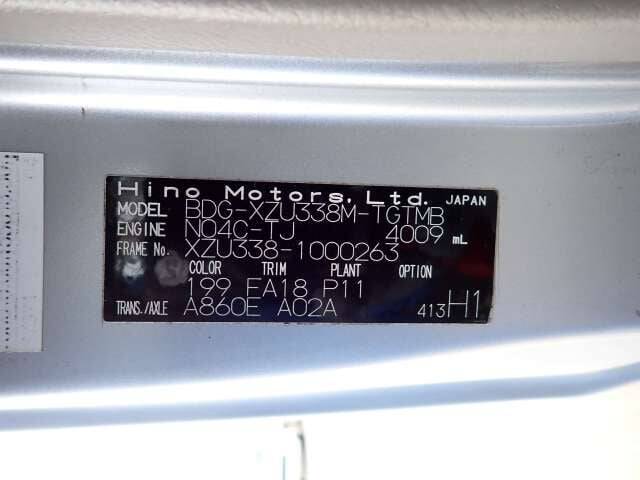 Hino Motors, Ltd. JAPAN
MODEL BDG-XZU338M-TGTMB
ENGINE N04C-TJ 4009 mL
FRAME No. XZU338-1000263
COLOR TRIM PLANT OPTION
199 FA18 P11
TRANS./AXLE A860E A02A 413H1